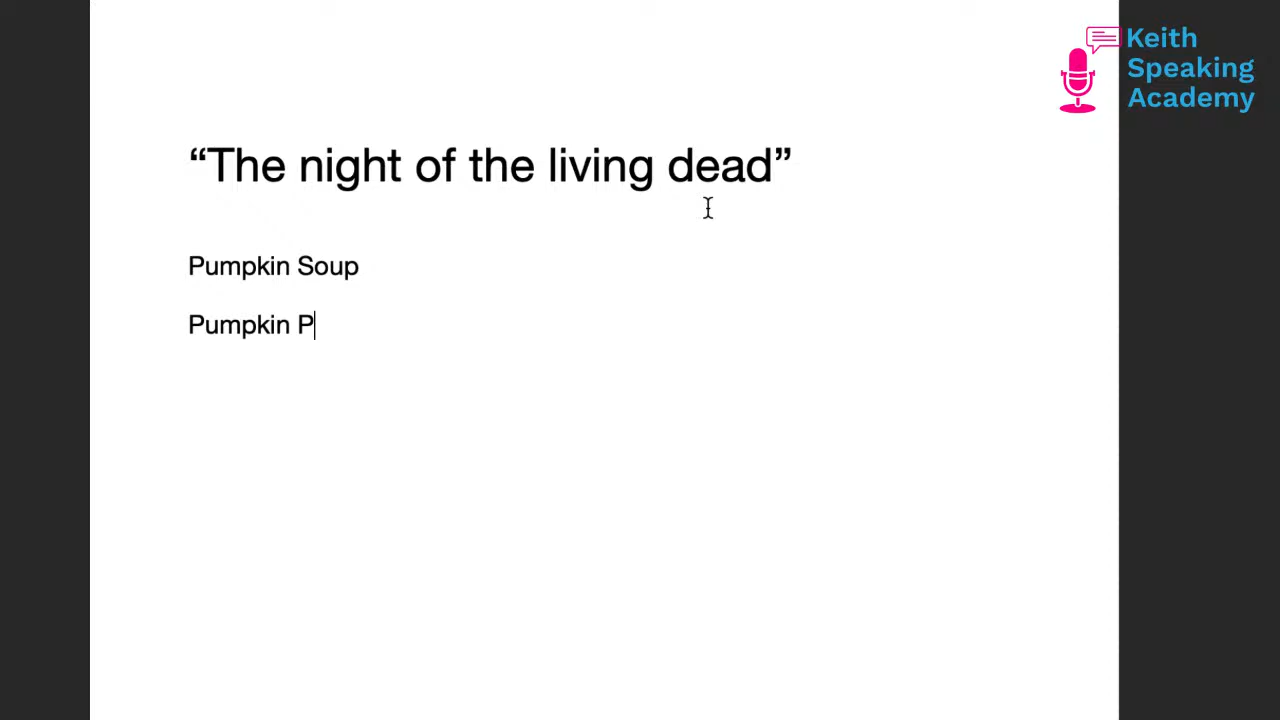 Keith
Speaking
Academy
“The night of the living dead”
Pumpkin Soup
Pumpkin P